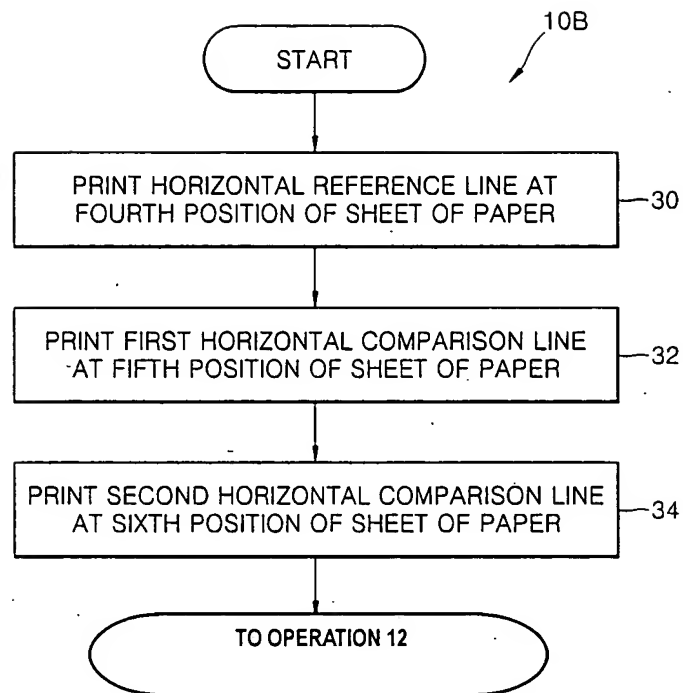 10B
START
PRINT HORIZONTAL REFERENCE LINE AT
FOURTH POSITION OF SHEET OF PAPER
30
PRINT FIRST HORIZONTAL COMPARISON LINE
AT FIFTH POSITION OF SHEET OF PAPER
32
PRINT SECOND HORIZONTAL COMPARISON LINE
AT SIXTH POSITION OF SHEET OF PAPER
34
TO OPERATION 12